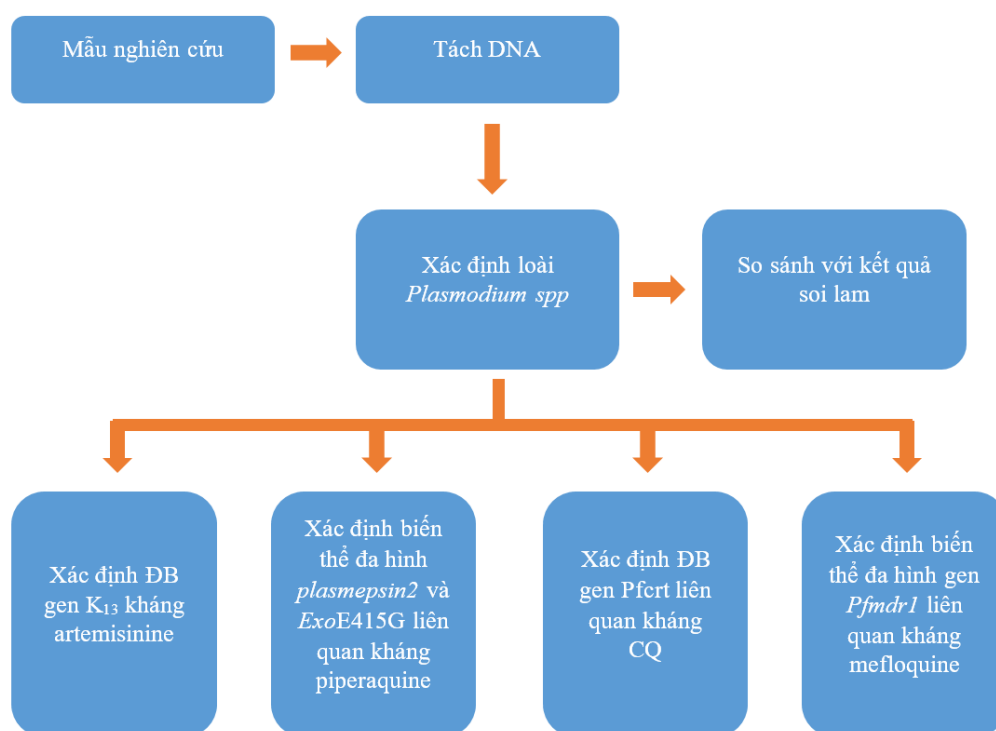 Mẫu nghiên cứu
Tách DNA
Xác định loài
Plasmodium spp
So sánh với kết quả
soi lam
Xác định ĐB
gen K₁₃ kháng
artemisinine
Xác định biến
thể đa hình
plasmepsin2 và
ExoE415G liên
quan kháng
piperaquine
Xác định ĐB
gen Pfcrt liên
quan kháng
CQ
Xác định biến
thể đa hình gen
Pfmdr1 liên
quan kháng
mefloquine